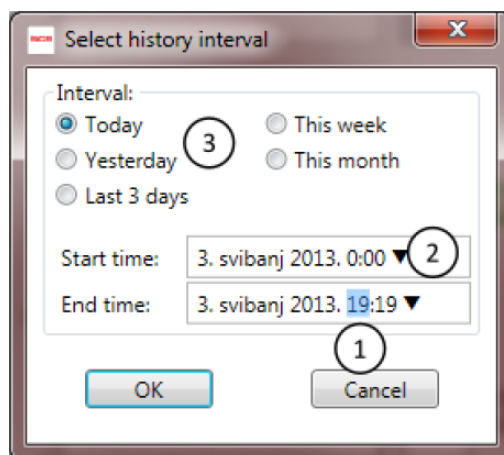 Select history interval
Interval:
Today
This week
3
Yesterday
This month
Last 3 days
Start time: 3. svibanj 2013. 0:00
2
End time: 3. svibanj 2013. 19:19
1
OK
Cancel